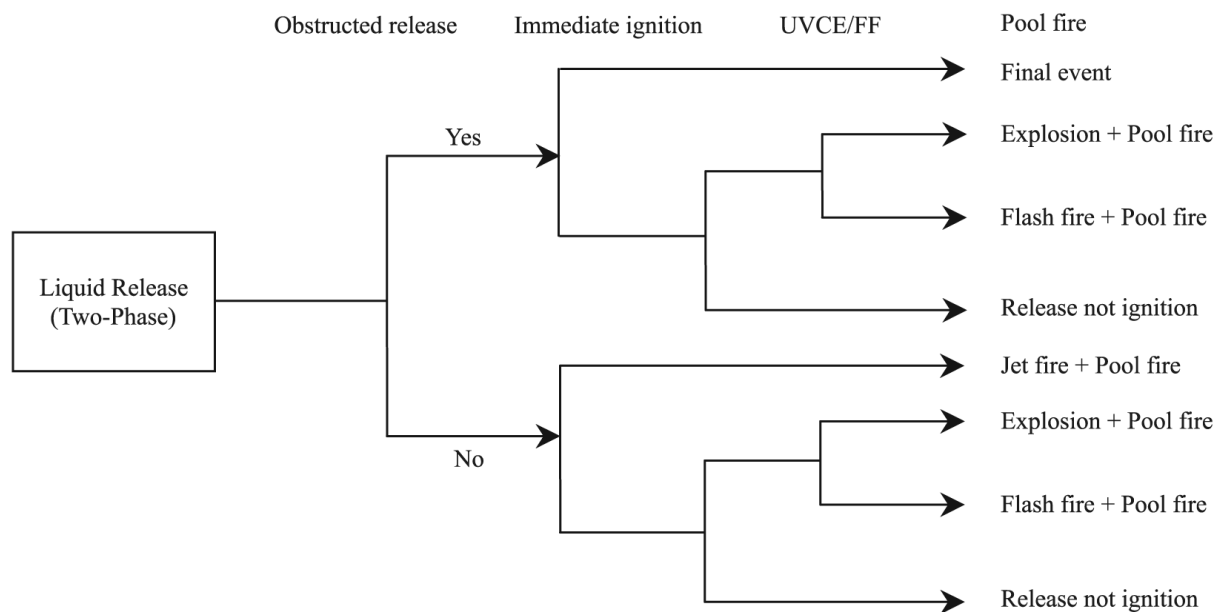 Obstructed release
Immediate ignition
UVCE/FF
Pool fire
Final event
Yes
Explosion + Pool fire
Flash fire + Pool fire
Liquid Release
(Two-Phase)
Release not ignition
Jet fire + Pool fire
Explosion + Pool fire
No
Flash fire + Pool fire
Release not ignition